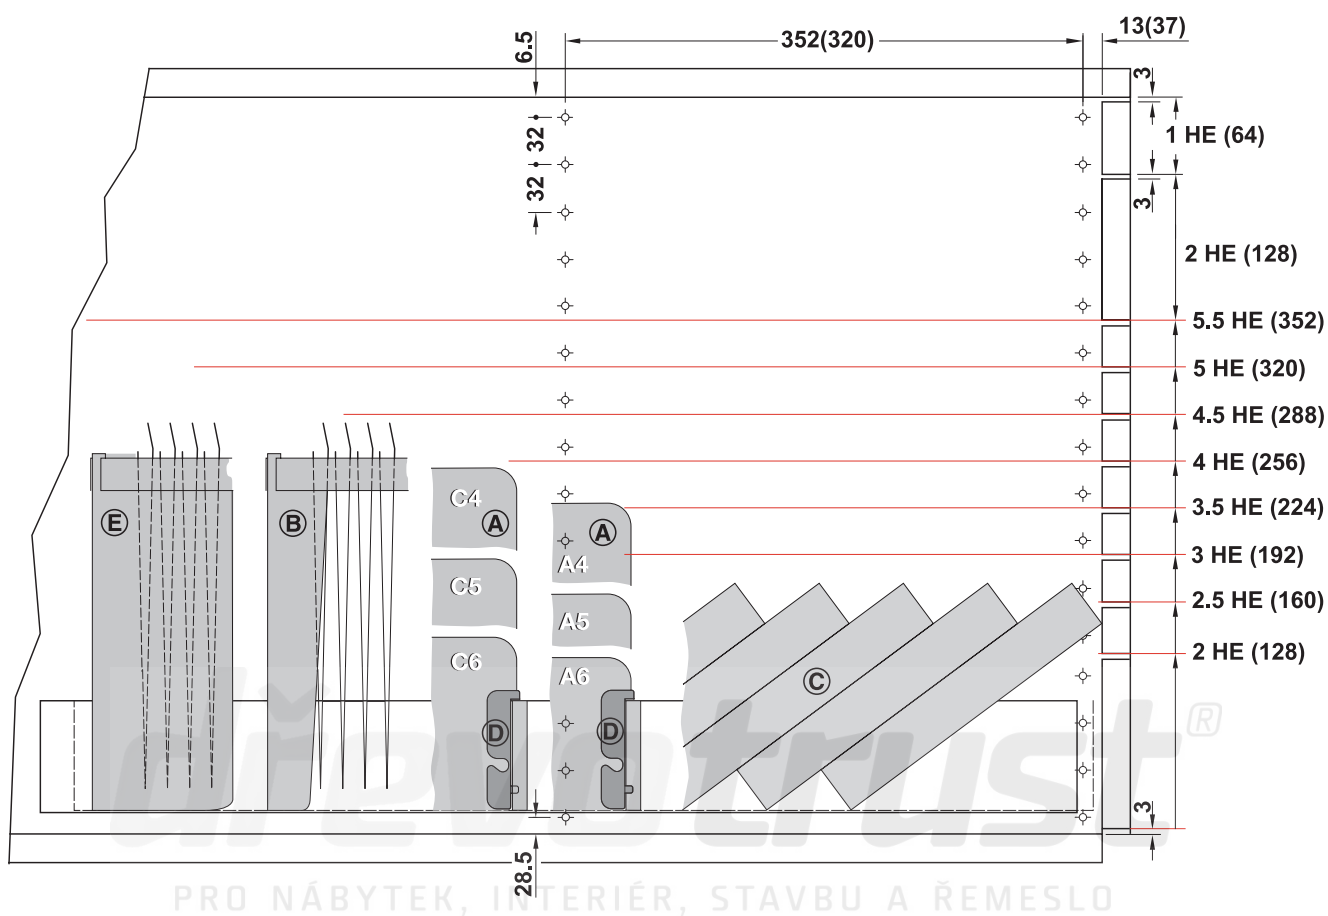 13(37)
352(320)
6.5
3
32
1 HE (64)
32
3
2 HE (128)
5.5 HE (352)
5 HE (320)
4.5 HE (288)
4 HE (256)
C4
3.5 HE (224)
E
B
A
A
3 HE (192)
A4
C5
2.5 HE (160)
A5
2 HE (128)
C6
A6
C
D
D
dřevotrust®
3
28.5
PRO NÁBYTEK, INTERIÉR, STAVBU A ŘEMESLO